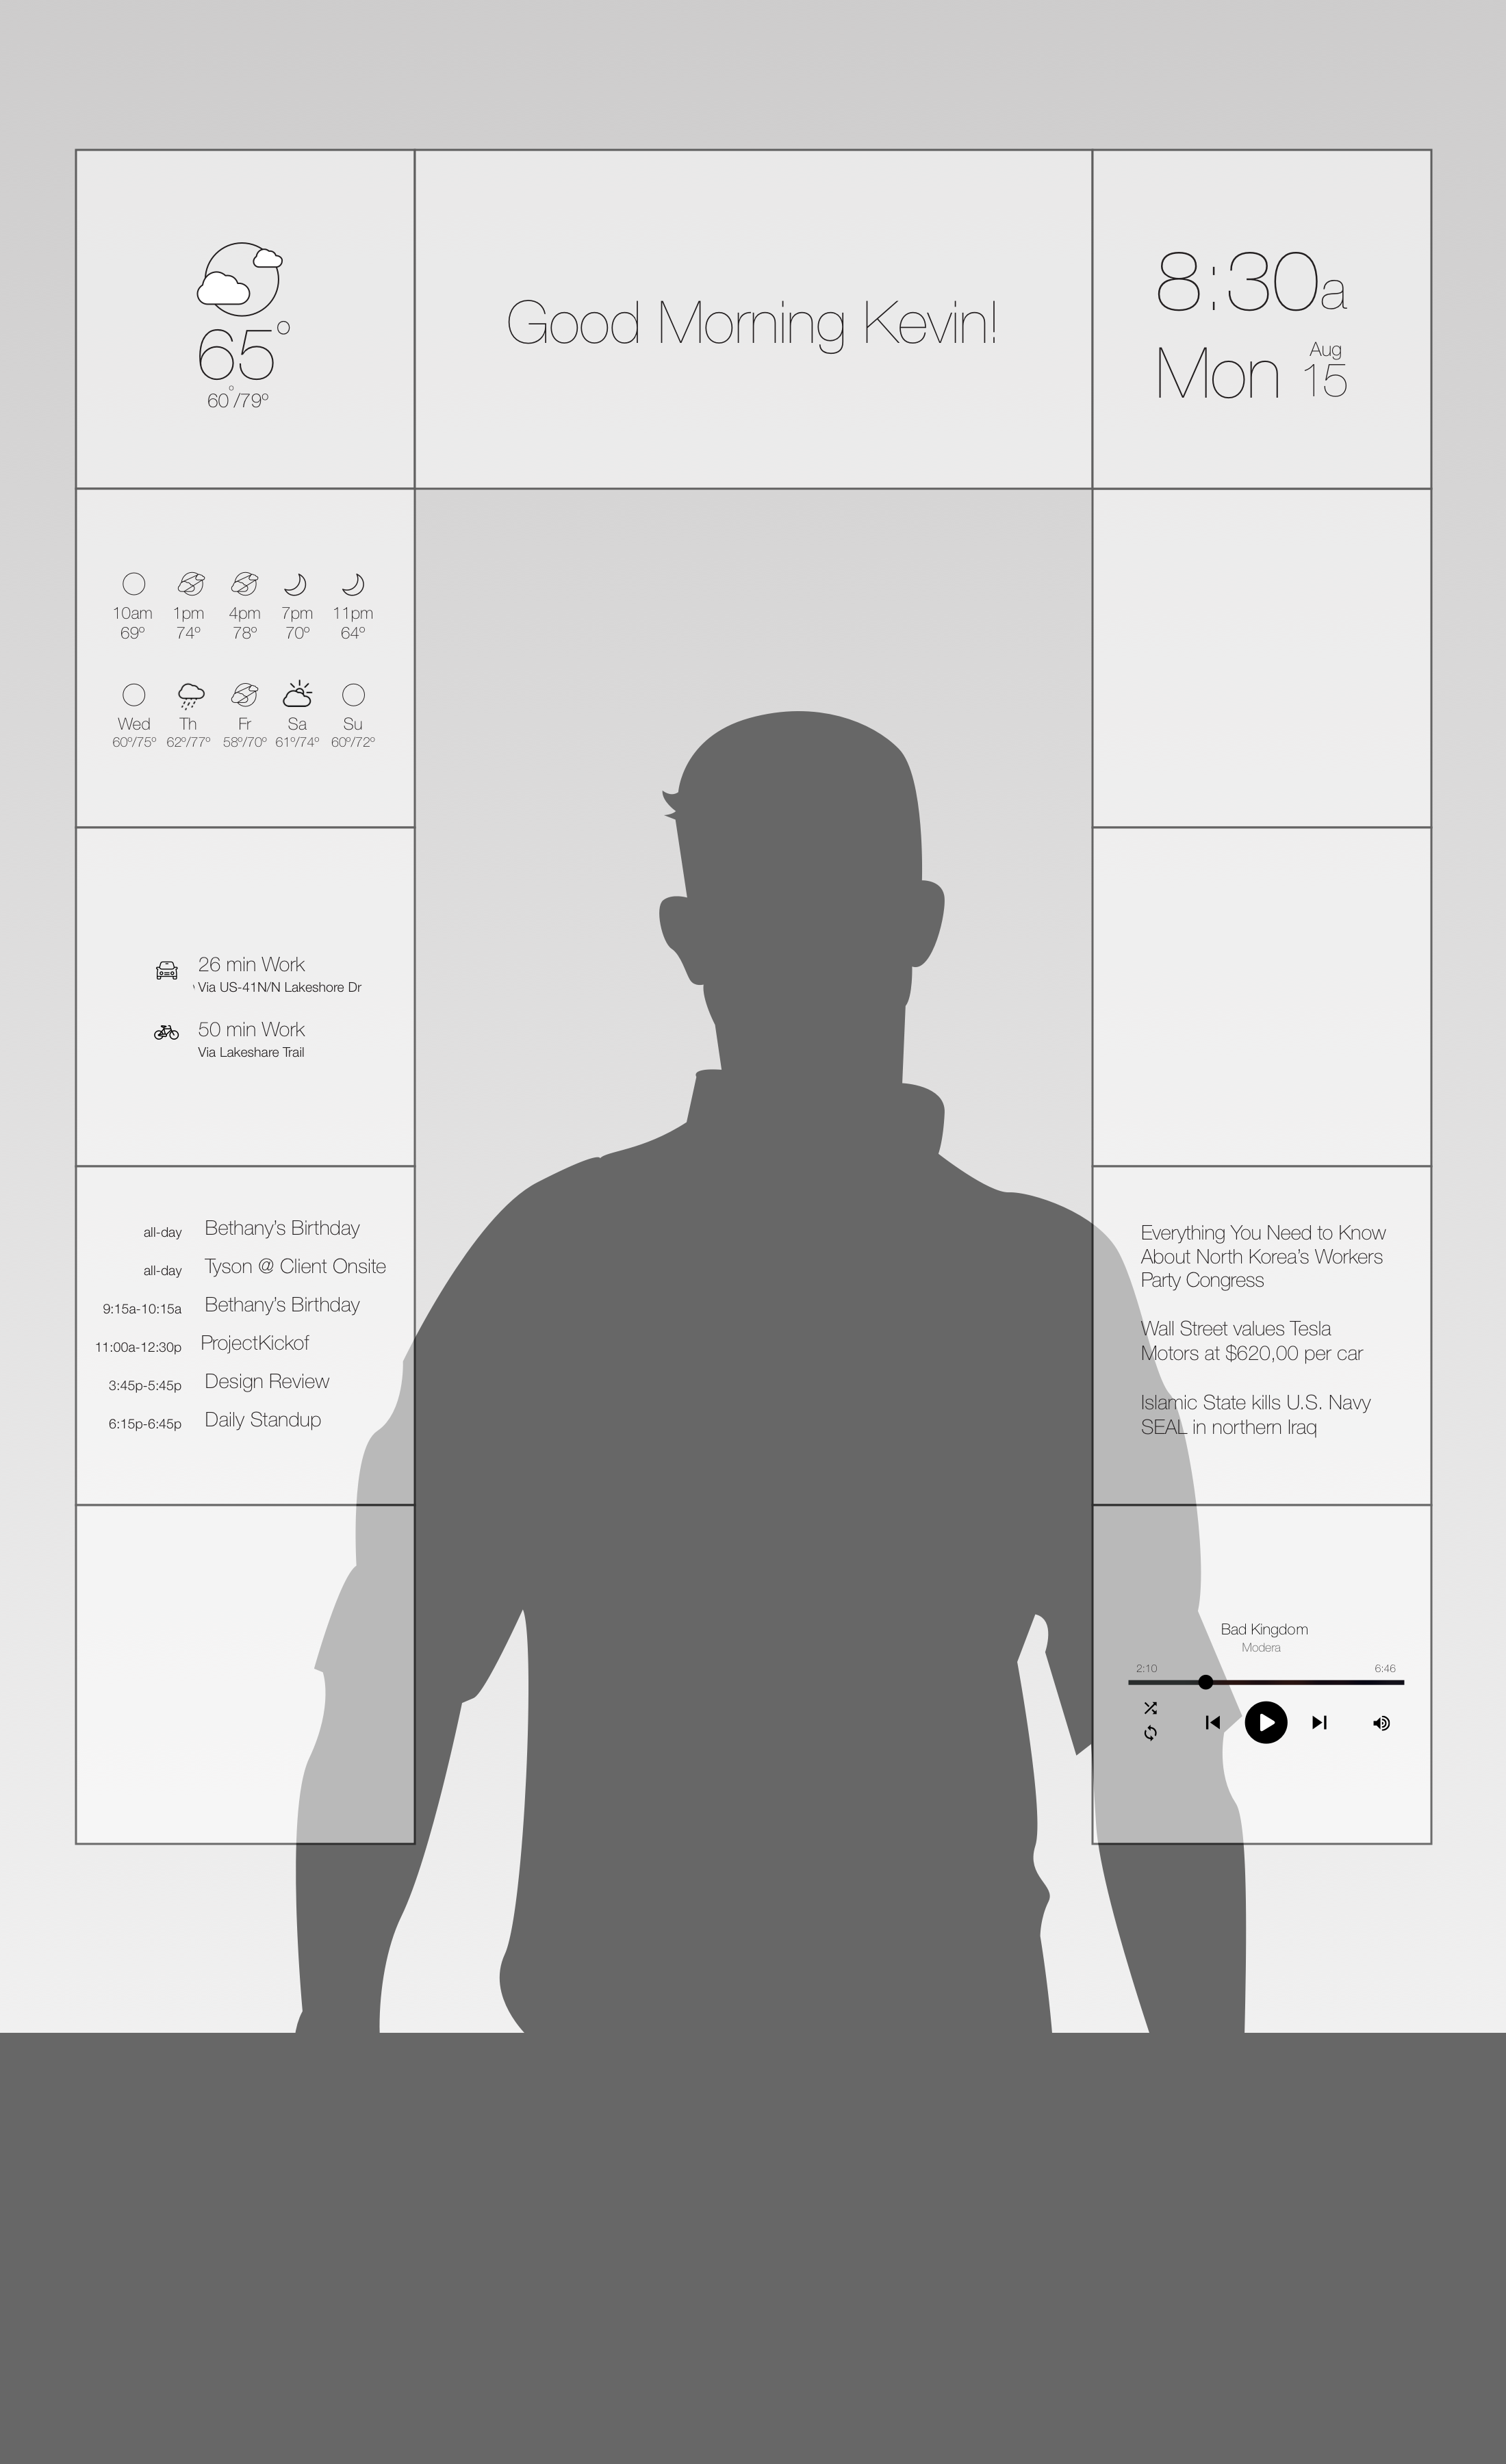 65°
60°/79°
Good Morning Kevin!
8:30a
Mon Aug 15
10am 1pm 4pm 7pm 11pm
69° 74° 78° 70° 64°
Wed Th Fr Sa Su
60°/75° 62°/77° 58°/70° 61°/74° 60°/72°
26 min Work
Via US-41N/N Lakeshore Dr
50 min Work
Via Lakeshare Trail
all-day Bethany's Birthday
all-day Tyson @ Client Onsite
9:15a-10:15a Bethany's Birthday
11:00a-12:30p ProjectKickof
3:45p-5:45p Design Review
6:15p-6:45p Daily Standup
Everything You Need to Know
About North Korea's Workers
Party Congress
Wall Street values Tesla
Motors at $620,00 per car
Islamic State kills U.S. Navy
SEAL in northern Iraq
Bad Kingdom
Modera
2:10 6:46